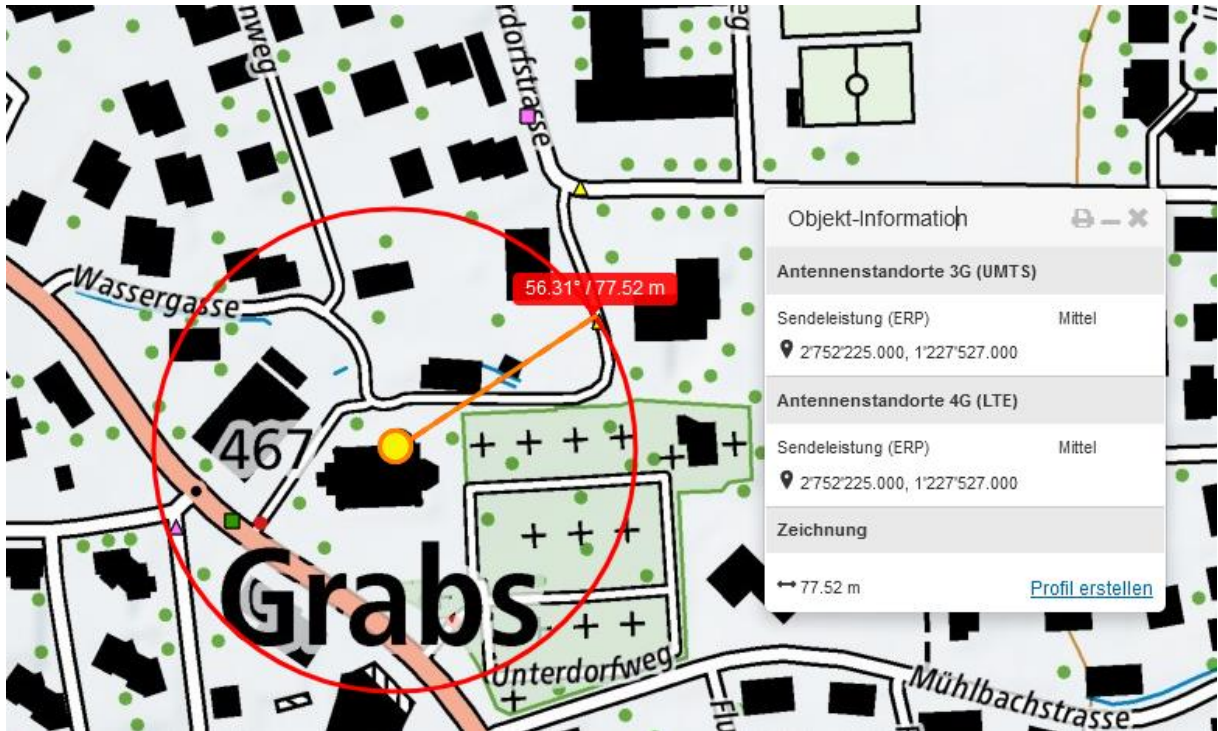 nweg
rdorfstrasse
eg
Wassergasse
56.31° / 77.52 m
467
Grabs
Unterdorfweg
Flu
Mühlbachstrasse
Objekt-Information
Antennenstandorte 3G (UMTS)
Sendeleistung (ERP) Mittel
2'752'225.000, 1'227'527.000
Antennenstandorte 4G (LTE)
Sendeleistung (ERP) Mittel
2'752'225.000, 1'227'527.000
Zeichnung
77.52 m Profil erstellen